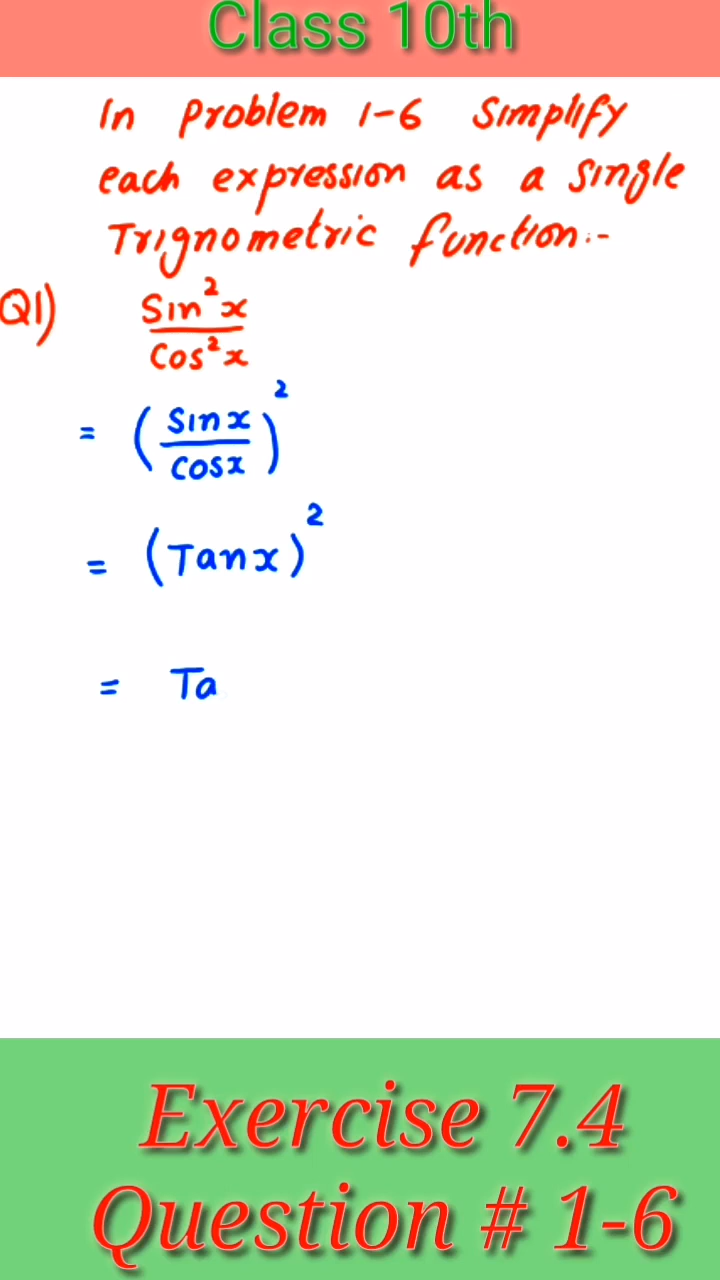 Class 10th
In Problem 1-6 Simplify
each expression as a single
Trignometric function:-
Q1) Sin²x
Cos²x
= (Sinx
Cosx)²
= (Tanx)²
= Ta
Exercise 7.4
Question # 1-6